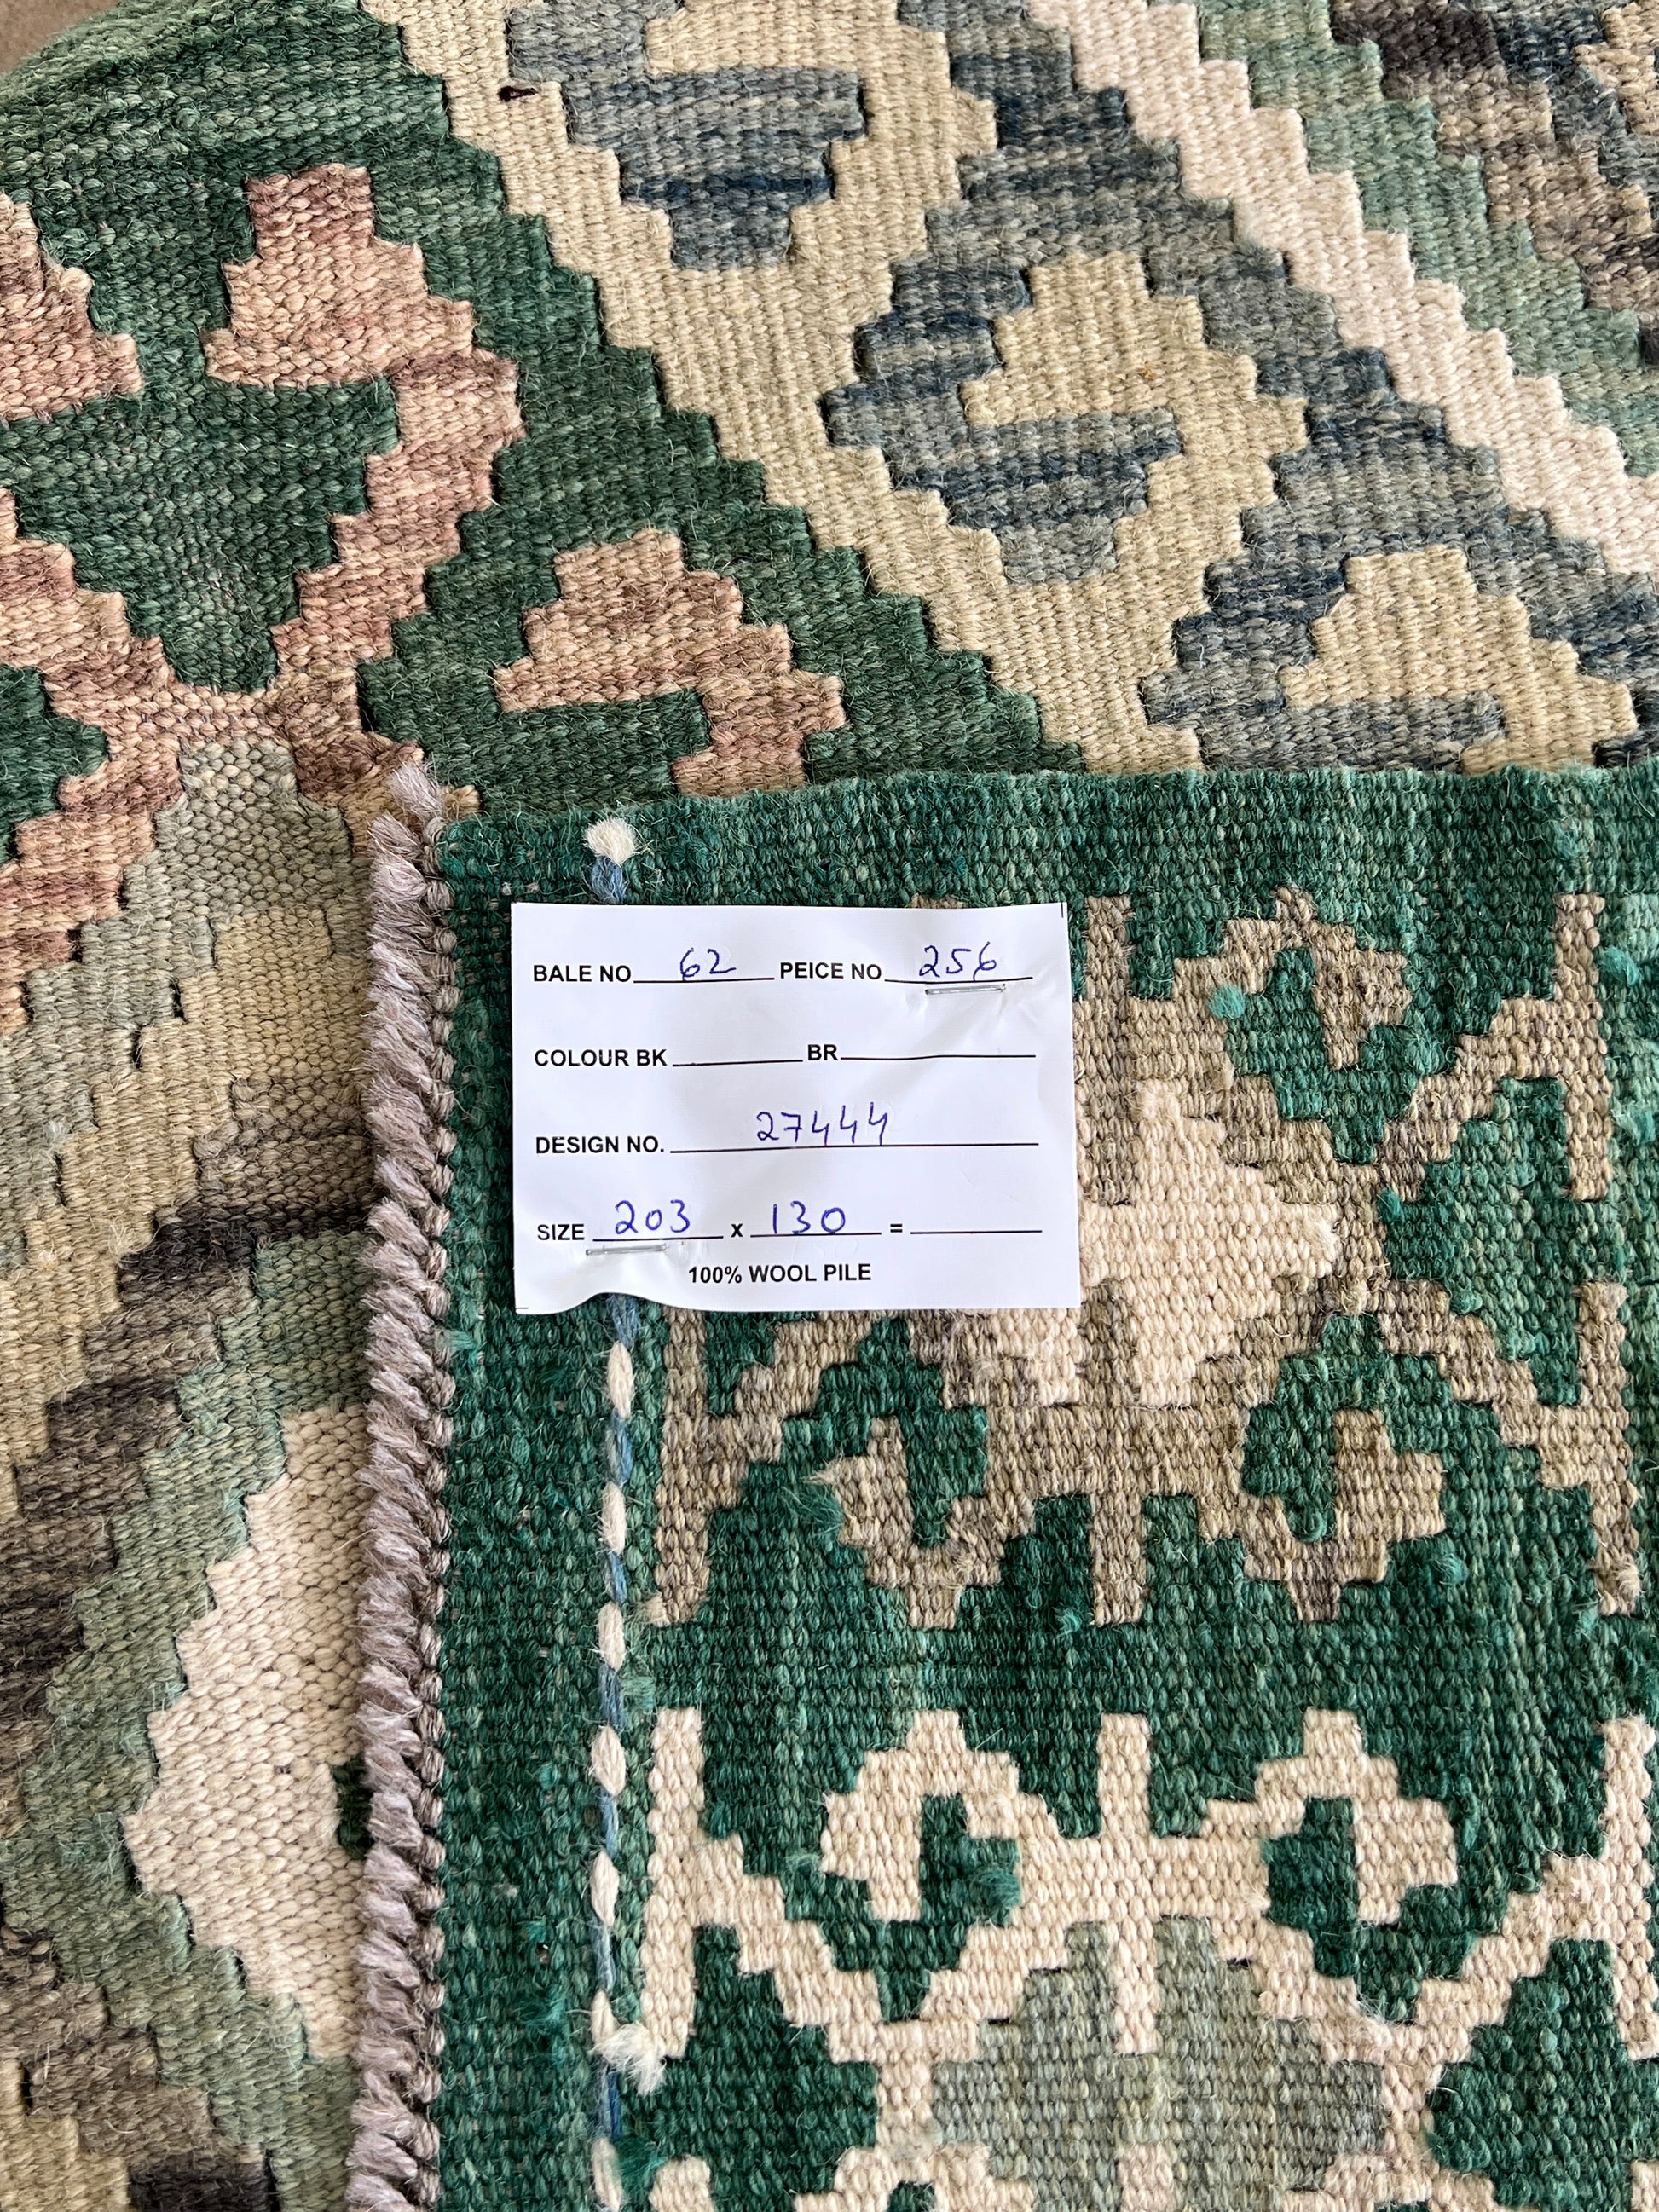 BALE NO 62 PEICE NO 256
COLOUR BK BR
DESIGN NO. 27444
SIZE 203 x 130 =
100% WOOL PILE